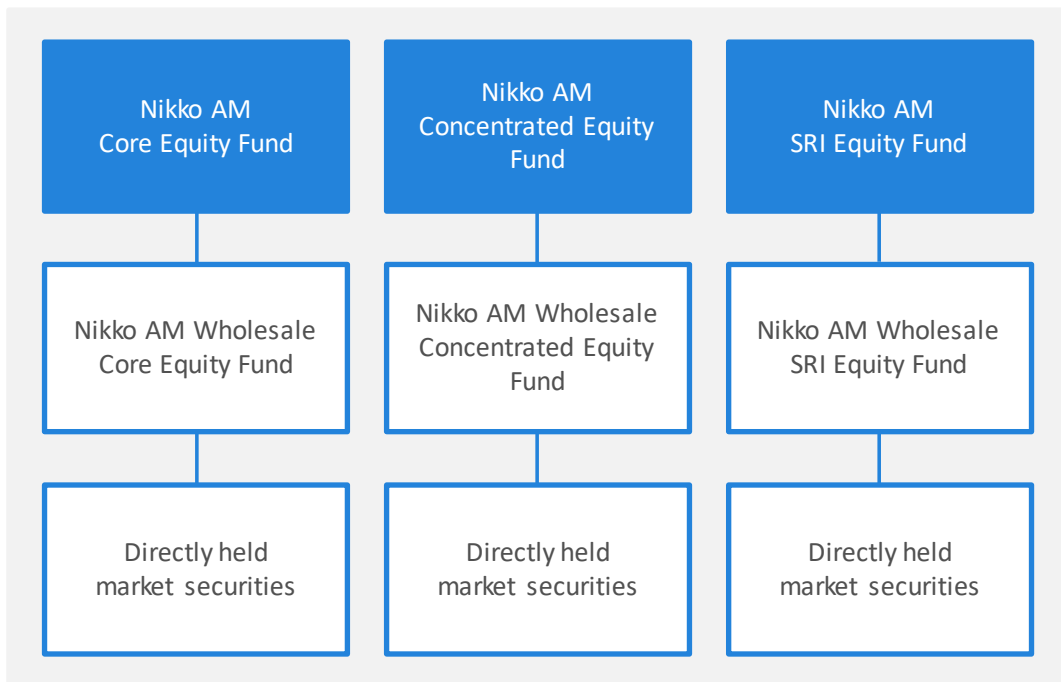 Nikko AM
Core Equity Fund
Nikko AM
Concentrated Equity
Fund
Nikko AM
SRI Equity Fund
Nikko AM Wholesale
Core Equity Fund
Nikko AM Wholesale
Concentrated Equity
Fund
Nikko AM Wholesale
SRI Equity Fund
Directly held
market securities
Directly held
market securities
Directly held
market securities